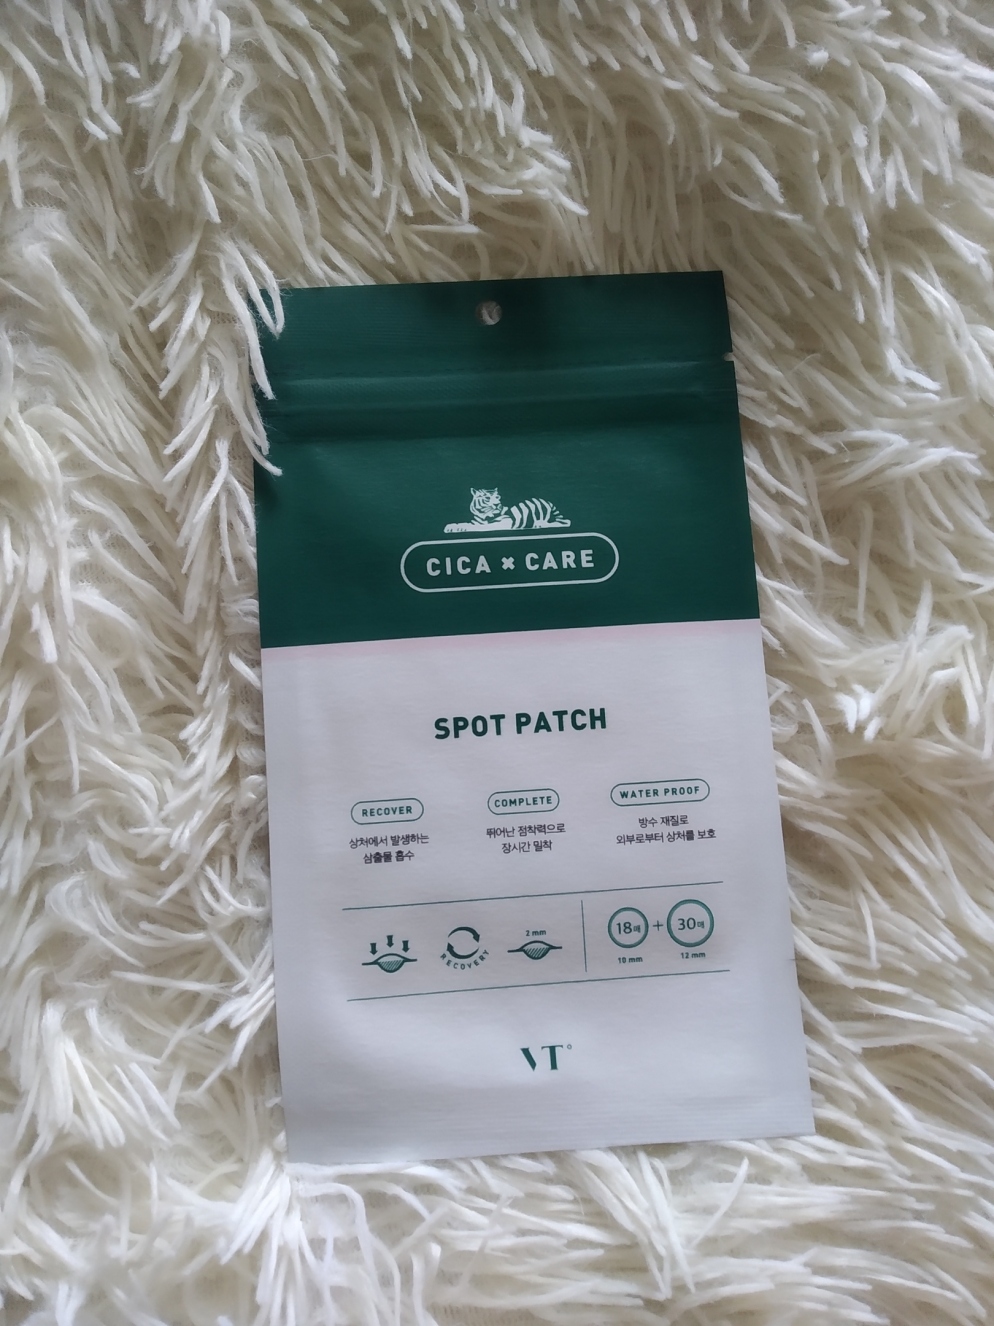 CICA × CARE
SPOT PATCH
RECOVER
상처에서 발생하는
삼출물 흡수
COMPLETE
뛰어난 점착력으로
장시간 밀착
WATER PROOF
방수 재질로
외부로부터 상처를 보호
RECOVERY
2 mm
18매 + 30매
10 mm 12 mm
VT